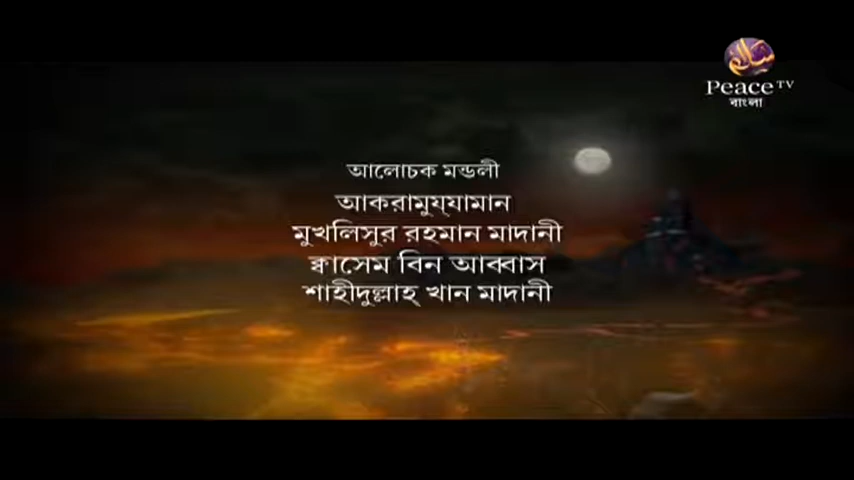 Peace TV
বাংলা
আলোচক মন্ডলী
আকরামুয্যামান
মুখলিসুর রহমান মাদানী
ক্বাসেম বিন আব্বাস
শাহীদুল্লাহ্ খান মাদানী